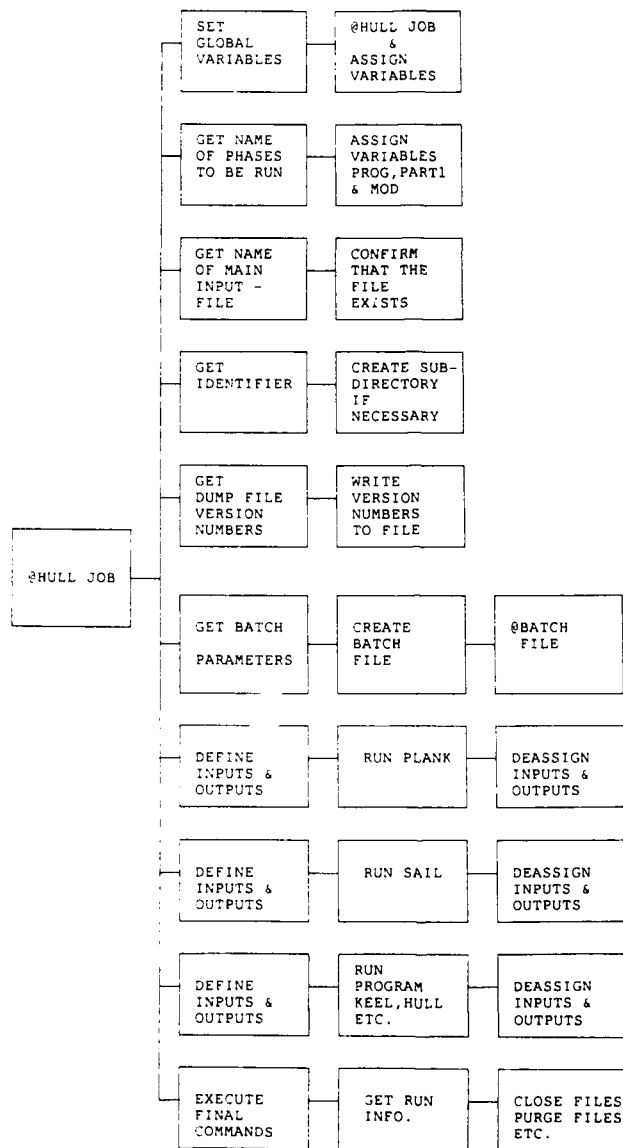 SET
GLOBAL
VARIABLES
@HULL JOB
&
ASSIGN
VARIABLES
GET NAME
OF PHASES
TO BE RUN
ASSIGN
VARIABLES
PROG,PART1
& MOD
GET NAME
OF MAIN
INPUT -
FILE
CONFIRM
THAT THE
FILE
EXISTS
GET
IDENTIFIER
CREATE SUB-
DIRECTORY
IF
NECESSARY
GET
DUMP FILE
VERSION
NUMBERS
WRITE
VERSION
NUMBERS
TO FILE
@HULL JOB
GET BATCH
PARAMETERS
CREATE
BATCH
FILE
@BATCH
FILE
DEFINE
INPUTS &
OUTPUTS
RUN PLANK
DEASSIGN
INPUTS &
OUTPUTS
DEFINE
INPUTS &
OUTPUTS
RUN SAIL
DEASSIGN
INPUTS &
OUTPUTS
DEFINE
INPUTS &
OUTPUTS
RUN
PROGRAM
KEEL,HULL
ETC.
DEASSIGN
INPUTS &
OUTPUTS
EXECUTE
FINAL
COMMANDS
GET RUN
INFO.
CLOSE FILES
PURGE FILES
ETC.